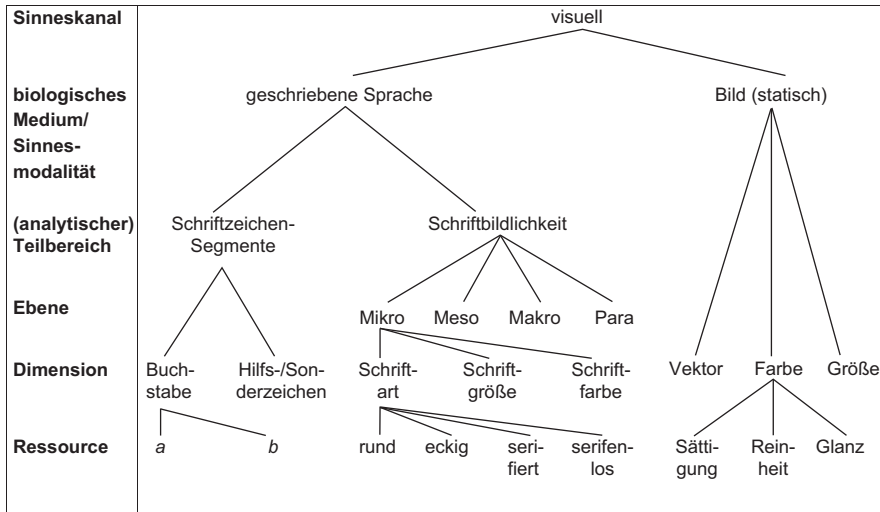 Sinneskanal visuell
biologisches geschriebene Sprache Bild (statisch)
Medium/
Sinnes-
modalität
(analytischer) Schriftzeichen- Schriftbildlichkeit
Teilbereich Segmente
Ebene Mikro Meso Makro Para
Dimension Buch- Hilfs-/Son- Schrift- Schrift- Schrift- Vektor Farbe Größe
stabe derzeichen art größe farbe
Ressource a b rund eckig seri- serifen- Sätti- Rein- Glanz
fiert los gung heit